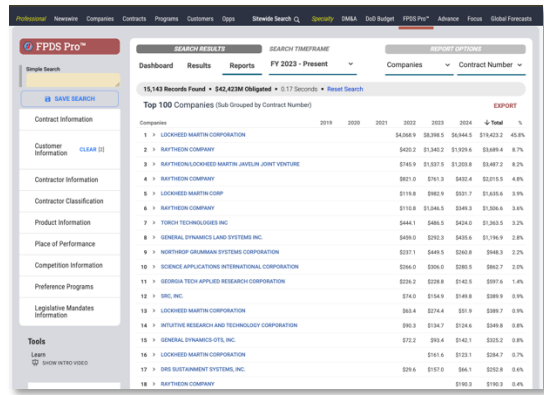 Professional Newswire Companies Contracts Programs Customers Opps Sitewide Search Specialty DM&A DoD Budget FPDS Pro™ Advance Focus Global Forecasts
FPDS Pro™
Simple Search
SAVE SEARCH
Contract Information
Customer Information CLEAR [2]
Contractor Information
Contractor Classification
Product Information
Place of Performance
Competition Information
Preference Programs
Legislative Mandates Information
Tools
Learn
SHOW INTRO VIDEO
SEARCH RESULTS SEARCH TIMEFRAME REPORT OPTIONS
Dashboard Results Reports FY 2023 - Present Companies Contract Number
15,143 Records Found • $42,423M Obligated • 0.17 Seconds • Reset Search
Top 100 Companies (Sub Grouped by Contract Number) EXPORT
Companies 2019 2020 2021 2022 2023 2024 ↓ Total %
1 > LOCKHEED MARTIN CORPORATION $4,068.9 $8,398.5 $6,944.5 $19,423.2 45.8%
2 > RAYTHEON COMPANY $420.2 $1,340.2 $1,929.6 $3,689.4 8.7%
3 > RAYTHEON/LOCKHEED MARTIN JAVELIN JOINT VENTURE $745.9 $1,537.5 $1,203.8 $3,487.2 8.2%
4 > RAYTHEON COMPANY $821.0 $761.3 $432.4 $2,015.5 4.8%
5 > LOCKHEED MARTIN CORP $119.8 $982.9 $531.7 $1,635.6 3.9%
6 > RAYTHEON COMPANY $110.8 $1,046.5 $349.3 $1,506.6 3.6%
7 > TORCH TECHNOLOGIES INC $444.1 $486.5 $424.0 $1,363.5 3.2%
8 > GENERAL DYNAMICS LAND SYSTEMS INC. $459.0 $292.3 $435.6 $1,196.9 2.8%
9 > NORTHROP GRUMMAN SYSTEMS CORPORATION $237.1 $449.5 $260.8 $948.3 2.2%
10 > SCIENCE APPLICATIONS INTERNATIONAL CORPORATION $266.0 $306.0 $280.5 $862.7 2.0%
11 > GEORGIA TECH APPLIED RESEARCH CORPORATION $226.2 $228.8 $142.5 $597.6 1.4%
12 > SRC, INC. $74.0 $154.9 $149.8 $389.9 0.9%
13 > LOCKHEED MARTIN CORPORATION $63.4 $274.4 $51.9 $389.7 0.9%
14 > INTUITIVE RESEARCH AND TECHNOLOGY CORPORATION $90.3 $134.7 $124.6 $349.8 0.8%
15 > GENERAL DYNAMICS-OTS, INC. $72.2 $93.4 $142.1 $325.2 0.8%
16 > LOCKHEED MARTIN CORPORATION $161.6 $123.1 $284.7 0.7%
17 > DRS SUSTAINMENT SYSTEMS, INC. $29.6 $157.0 $66.1 $252.8 0.6%
18 > RAYTHEON COMPANY $190.3 $190.3 0.4%